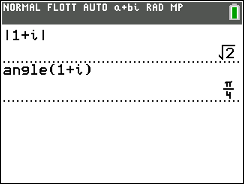 NORMAL FLOTT AUTO a+bi RAD MP
|1+i|
√2
angle(1+i)
π/4